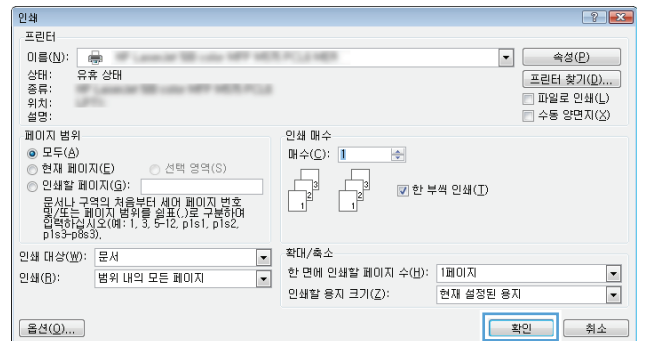 인쇄
프린터
이름(N):
속성(P)
상태: 유휴 상태
프린터 찾기(D)...
종류:
위치:
파일로 인쇄(L)
설명:
수동 양면지(X)
페이지 범위
모두(A)
현재 페이지(E) 선택 영역(S)
인쇄할 페이지(G):
문서나 구역의 처음부터 세어 페이지 번호
및/또는 페이지 범위를 쉼표(,)로 구분하여
입력하십시오(예: 1, 3, 5-12, p1s1, p1s2,
p1s3-p8s3).
인쇄 매수
매수(C): 1
3 3
2 2
1 1
한 부씩 인쇄(T)
인쇄 대상(W): 문서
인쇄(R): 범위 내의 모든 페이지
확대/축소
한 면에 인쇄할 페이지 수(H): 1페이지
인쇄할 용지 크기(Z): 현재 설정된 용지
옵션(O)...
확인 취소